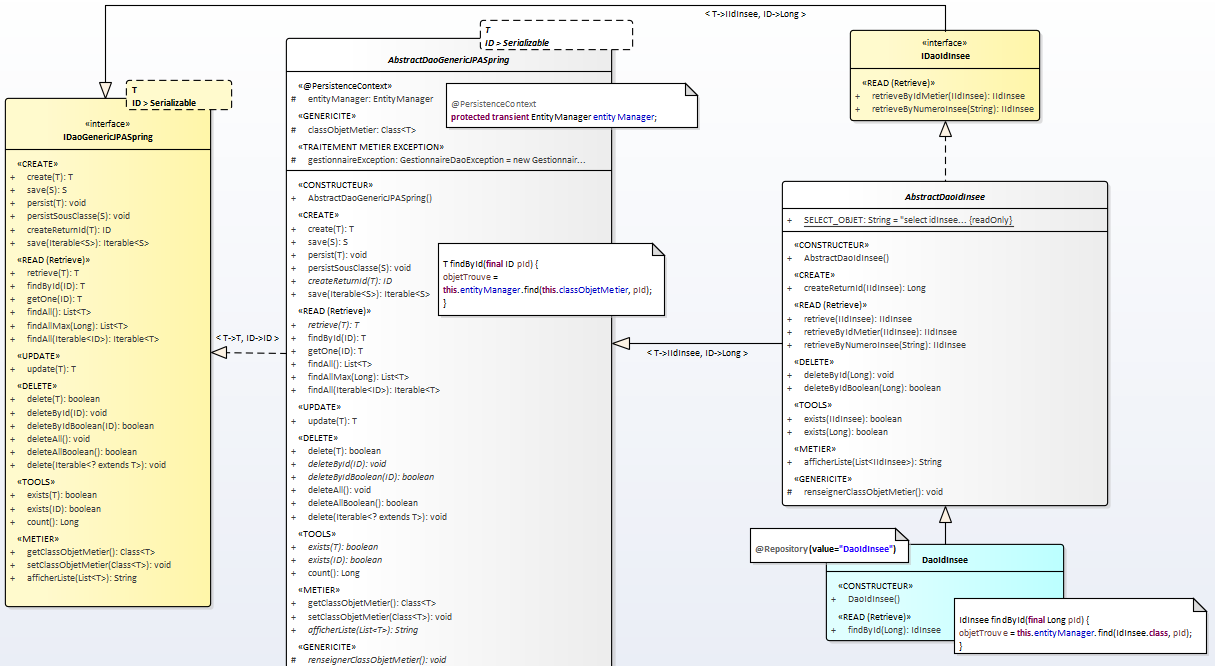 < T->IIdInsee, ID->Long >
T
ID > Serializable
«interface»
IDaoGenericJPASpring
«CREATE»
+ create(T): T
+ save(S): S
+ persist(T): void
+ persistSousClasse(S): void
+ createReturnId(T): ID
+ save(Iterable<S>): Iterable<S>
«READ (Retrieve)»
+ retrieve(T): T
+ findById(ID): T
+ getOne(ID): T
+ findAll(): List<T>
+ findAllMax(Long): List<T>
+ findAll(Iterable<ID>): Iterable<T>
«UPDATE»
+ update(T): T
«DELETE»
+ delete(T): boolean
+ deleteById(ID): void
+ deleteByIdBoolean(ID): boolean
+ deleteAll(): void
+ deleteAllBoolean(): boolean
+ delete(Iterable<? extends T>): void
«TOOLS»
+ exists(T): boolean
+ exists(ID): boolean
+ count(): Long
«METIER»
+ getClassObjetMetier(): Class<T>
+ setClassObjetMetier(Class<T>): void
+ afficherListe(List<T>): String
< T->T, ID->ID >
T
ID > Serializable
AbstractDaoGenericJPASpring
«@PersistenceContext»
# entityManager: EntityManager
«GENERICITE»
# classObjetMetier: Class<T>
«TRAITEMENT METIER EXCEPTION»
# gestionnaireException: GestionnaireDaoException = new Gestionnair...
@PersistenceContext
protected transient EntityManager entity Manager;
«CONSTRUCTEUR»
+ AbstractDaoGenericJPASpring()
«CREATE»
+ create(T): T
+ save(S): S
+ persist(T): void
+ persistSousClasse(S): void
+ createReturnId(T): ID
+ save(Iterable<S>): Iterable<S>
«READ (Retrieve)»
+ retrieve(T): T
+ findById(ID): T
+ getOne(ID): T
+ findAll(): List<T>
+ findAllMax(Long): List<T>
+ findAll(Iterable<ID>): Iterable<T>
«UPDATE»
+ update(T): T
«DELETE»
+ delete(T): boolean
+ deleteById(ID): void
+ deleteByIdBoolean(ID): boolean
+ deleteAll(): void
+ deleteAllBoolean(): boolean
+ delete(Iterable<? extends T>): void
«TOOLS»
+ exists(T): boolean
+ exists(ID): boolean
+ count(): Long
«METIER»
+ getClassObjetMetier(): Class<T>
+ setClassObjetMetier(Class<T>): void
+ afficherListe(List<T>): String
«GENERICITE»
# renseignerClassObjetMetier(): void
T findById(final ID pId) {
objetTrouve =
this.entityManager.find(this.classObjetMetier, pId);
}
< T->IIdInsee, ID->Long >
«interface»
IDaoIdInsee
«READ (Retrieve)»
+ retrieveByIdMetier(IIdInsee): IIdInsee
+ retrieveByNumeroInsee(String): IIdInsee
AbstractDaoIdInsee
+ SELECT_OBJET: String = "select idInsee... {readOnly}
«CONSTRUCTEUR»
+ AbstractDaoIdInsee()
«CREATE»
+ createReturnId(IIdInsee): Long
«READ (Retrieve)»
+ retrieve(IIdInsee): IIdInsee
+ retrieveByIdMetier(IIdInsee): IIdInsee
+ retrieveByNumeroInsee(String): IIdInsee
«DELETE»
+ deleteById(Long): void
+ deleteByIdBoolean(Long): boolean
«TOOLS»
+ exists(IIdInsee): boolean
+ exists(Long): boolean
«METIER»
+ afficherListe(List<IIdInsee>): String
«GENERICITE»
# renseignerClassObjetMetier(): void
@Repository(value="DaoIdInsee")
DaoIdInsee
«CONSTRUCTEUR»
+ DaoIdInsee()
«READ (Retrieve)»
+ findById(Long): IdInsee
IdInsee findById(final Long pId) {
objetTrouve = this.entityManager. find(IdInsee.class, pId);
}